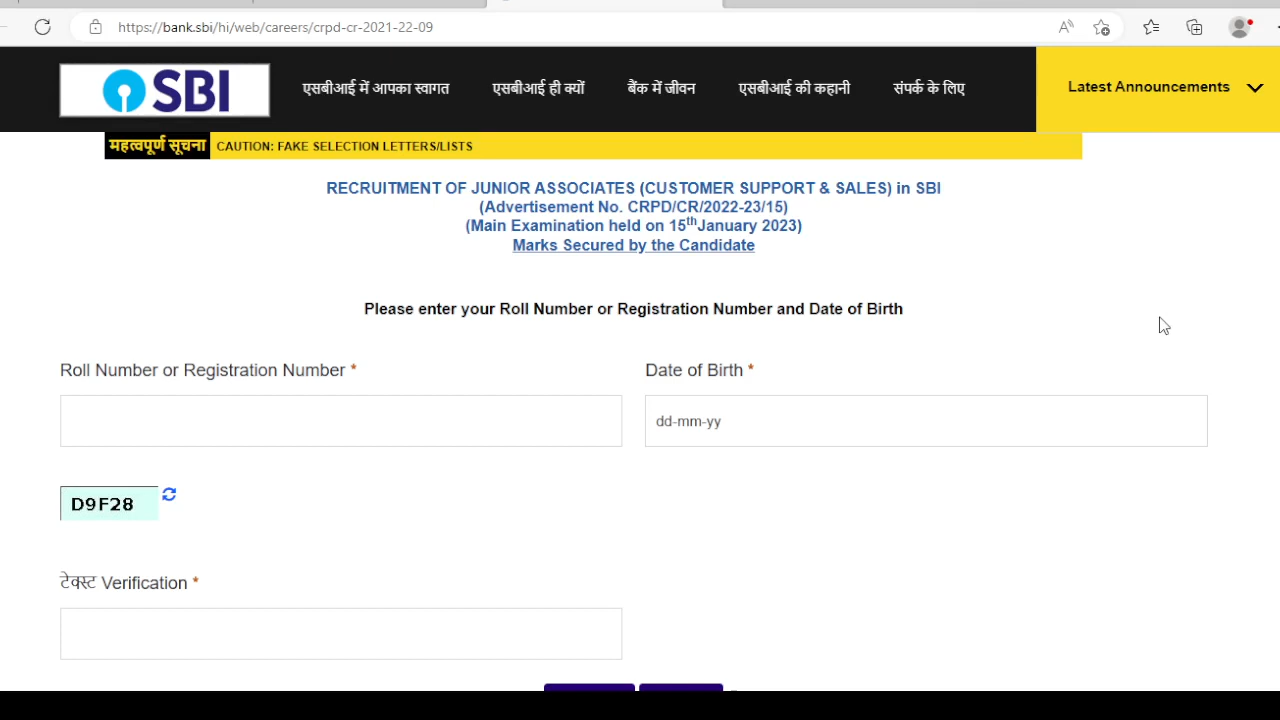 https://bank.sbi/hi/web/careers/crpd-cr-2021-22-09
SBI
एसबीआई में आपका स्वागत
एसबीआई ही क्यों
बैंक में जीवन
एसबीआई की कहानी
संपर्क के लिए
Latest Announcements
महत्वपूर्ण सूचना
CAUTION: FAKE SELECTION LETTERS/LISTS
RECRUITMENT OF JUNIOR ASSOCIATES (CUSTOMER SUPPORT & SALES) in SBI
(Advertisement No. CRPD/CR/2022-23/15)
(Main Examination held on 15th January 2023)
Marks Secured by the Candidate
Please enter your Roll Number or Registration Number and Date of Birth
Roll Number or Registration Number *
Date of Birth *
dd-mm-yy
D9F28
टेक्स्ट Verification *